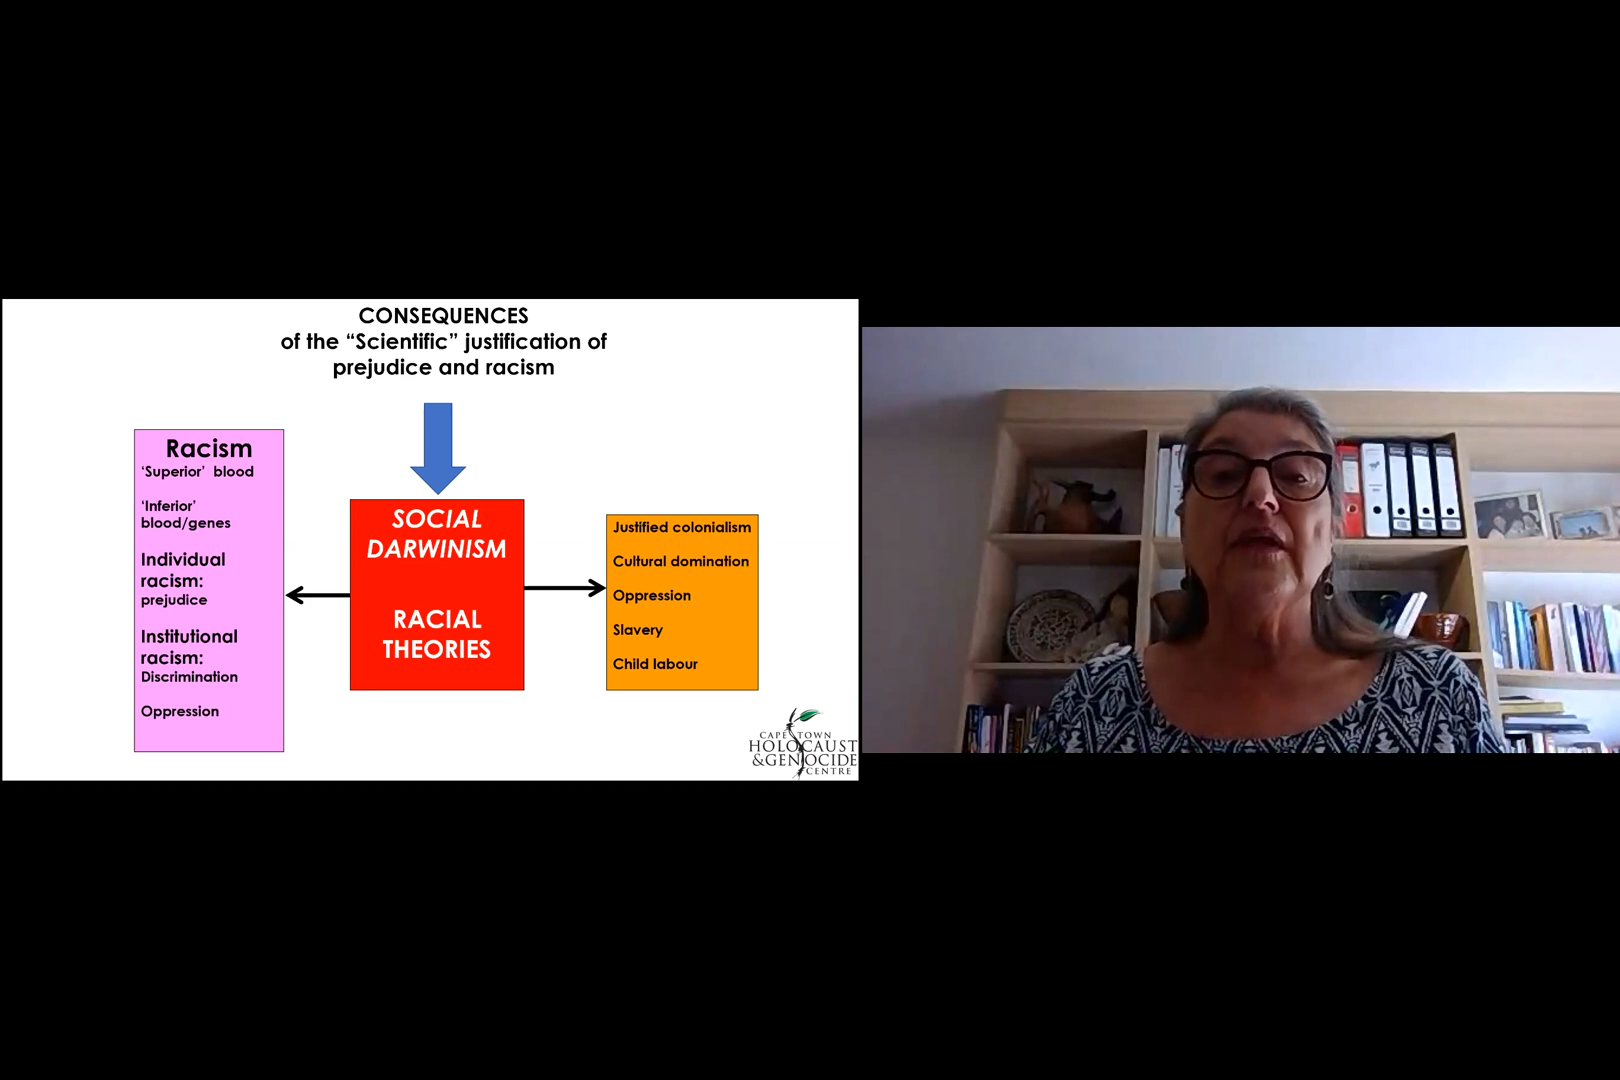 CONSEQUENCES
of the “Scientific” justification of
prejudice and racism
Racism
‘Superior’ blood
‘Inferior’
blood/genes
Individual
racism:
prejudice
Institutional
racism:
Discrimination
Oppression
SOCIAL
DARWINISM
RACIAL
THEORIES
Justified colonialism
Cultural domination
Oppression
Slavery
Child labour
CAPE TOWN
HOLOCAUST
&GENOCIDE
CENTRE